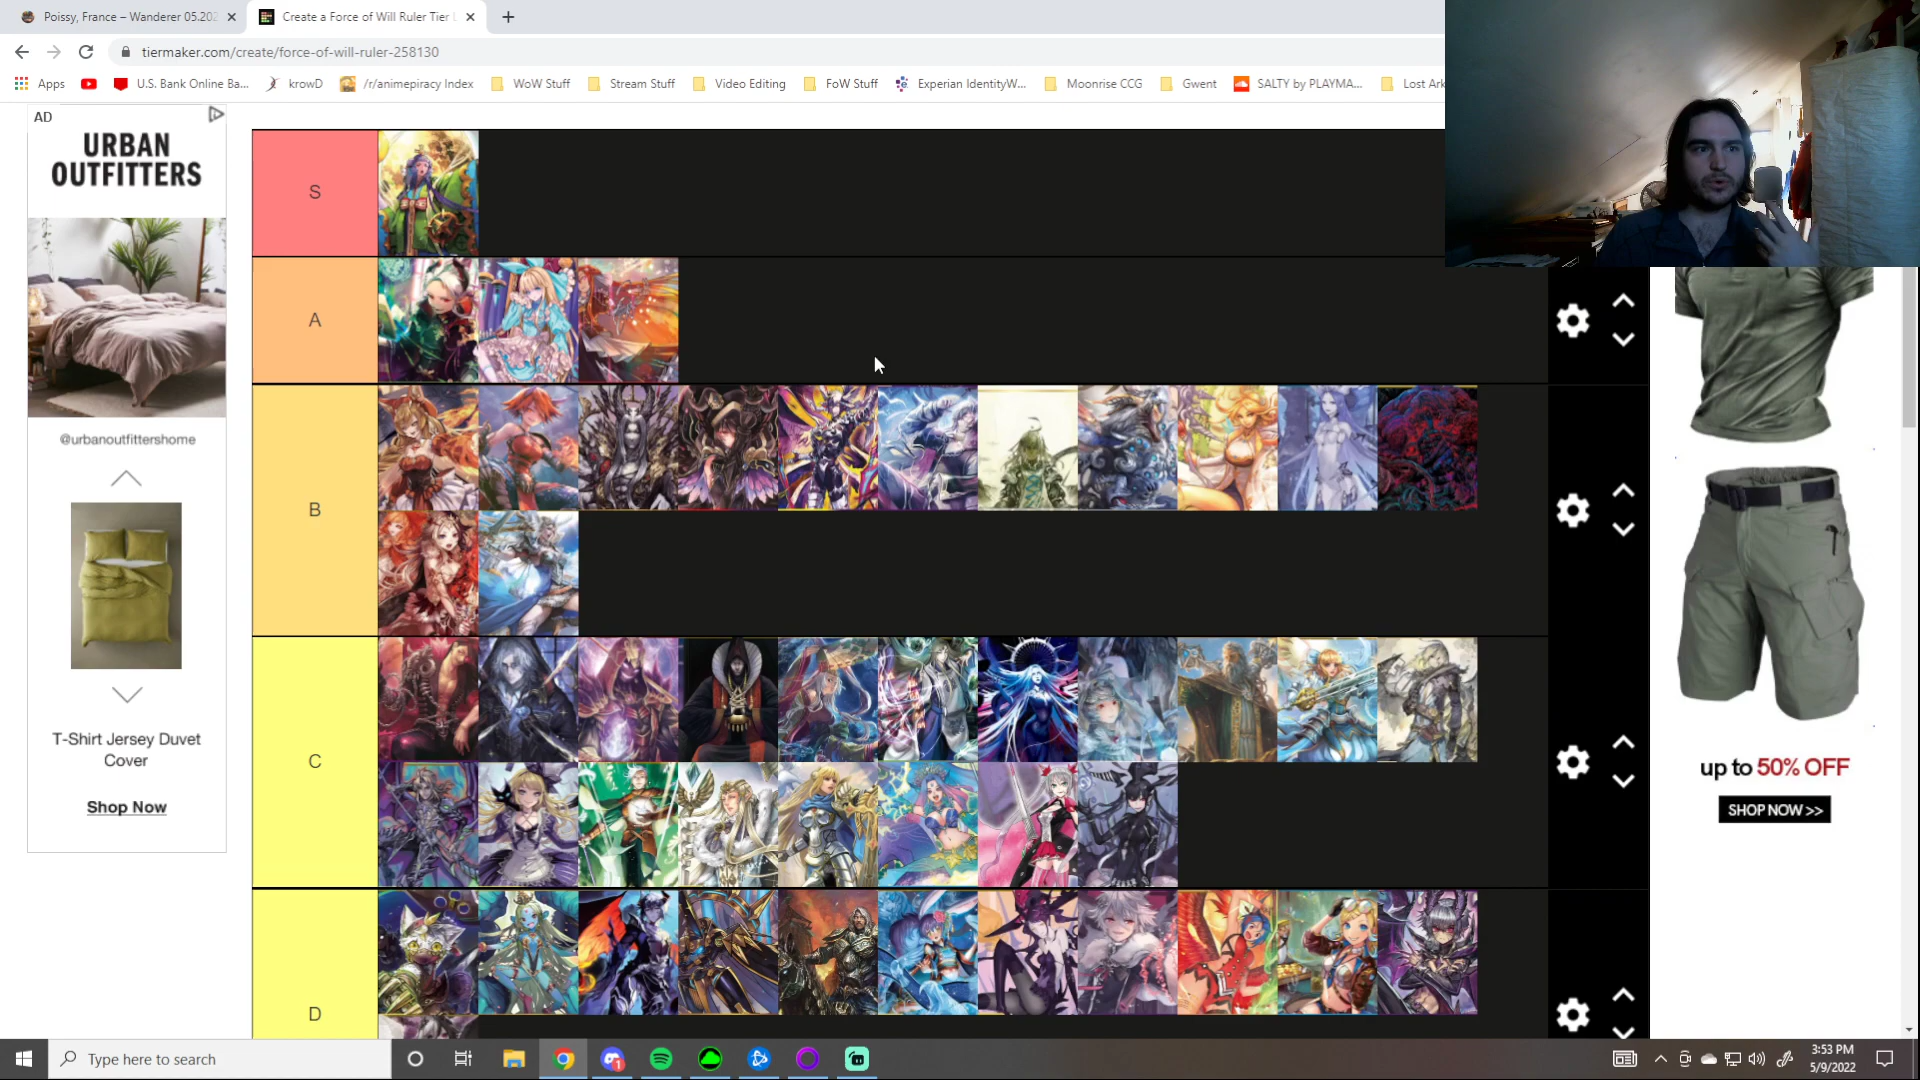 Poissy, France – Wanderer 05.202
Create a Force of Will Ruler Tier L
tiermaker.com/create/force-of-will-ruler-258130
Apps
U.S. Bank Online Ba...
krowD
/r/animepiracy Index
WoW Stuff
Stream Stuff
Video Editing
FoW Stuff
Experian IdentityW...
Moonrise CCG
Gwent
SALTY by PLAYMA...
Lost Ark
AD
URBAN
OUTFITTERS
@urbanoutfittershome
T-Shirt Jersey Duvet
Cover
Shop Now
S
A
B
C
D
up to 50% OFF
SHOP NOW >>
Type here to search
1
3:53 PM
5/9/2022